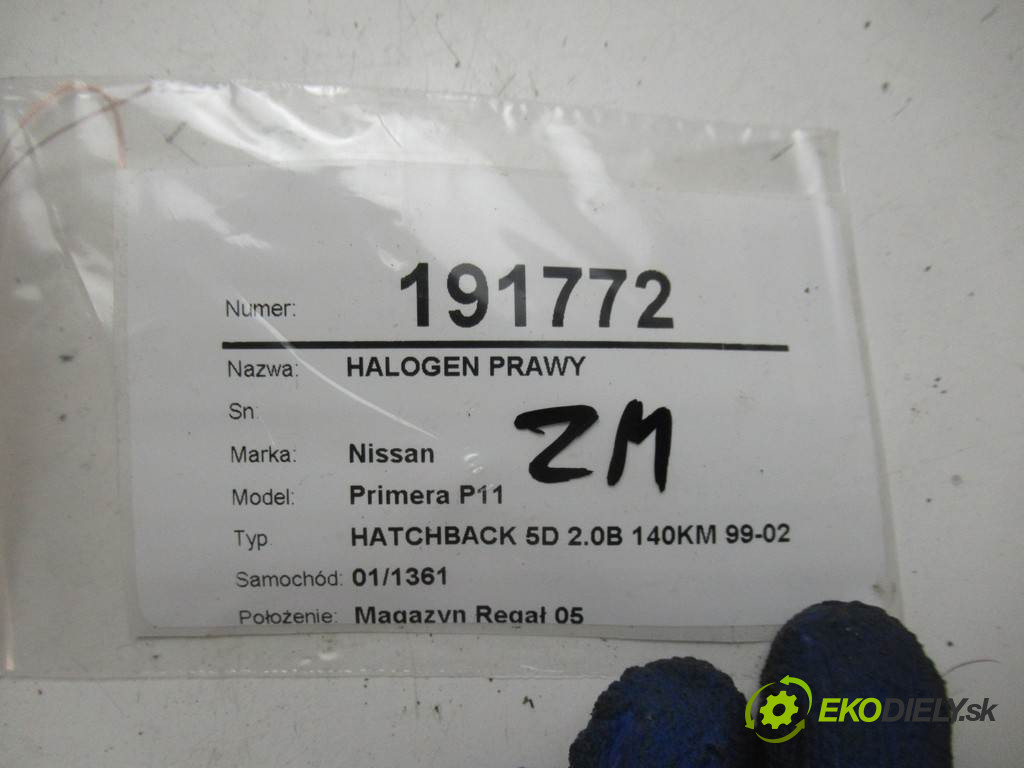 Numer: 191772
Nazwa: HALOGEN PRAWY
Sn
ZM
Marka: Nissan
Model: Primera P11
Typ HATCHBACK 5D 2.0B 140KM 99-02
Samochód: 01/1361
Położenie: Magazyn Regał 05
EKODIELY.sk